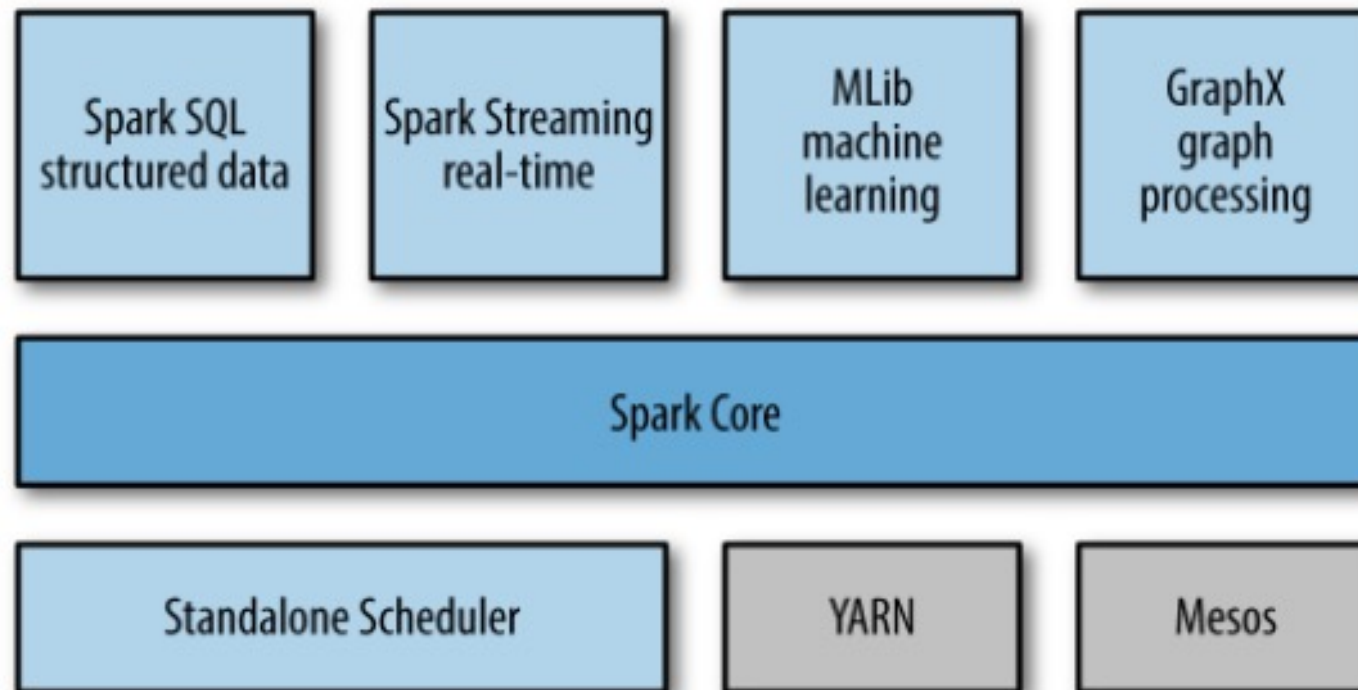 Spark SQL
structured data
Spark Streaming
real-time
MLib
machine
learning
GraphX
graph
processing
Spark Core
Standalone Scheduler
YARN
Mesos